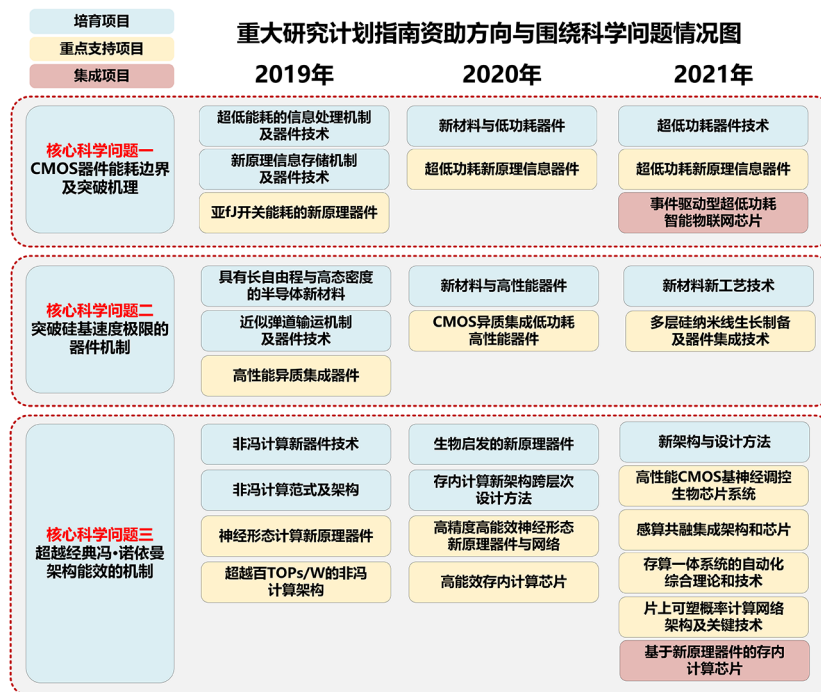 培育项目
重点支持项目
集成项目
重大研究计划指南资助方向与围绕科学问题情况图
2019年
2020年
2021年
核心科学问题一
CMOS器件能耗边界
及突破机理
超低能耗的信息处理机制
及器件技术
新原理信息存储机制
及器件技术
亚fJ开关能耗的新原理器件
新材料与低功耗器件
超低功耗新原理信息器件
超低功耗器件技术
超低功耗新原理信息器件
事件驱动型超低功耗
智能物联网芯片
核心科学问题二
突破硅基速度极限的
器件机制
具有长自由程与高态密度
的半导体新材料
近似弹道输运机制
及器件技术
高性能异质集成器件
新材料与高性能器件
CMOS异质集成低功耗
高性能器件
新材料新工艺技术
多层硅纳米线生长制备
及器件集成技术
核心科学问题三
超越经典冯·诺依曼
架构能效的机制
非冯计算新器件技术
非冯计算范式及架构
神经形态计算新原理器件
超越百TOPs/W的非冯
计算架构
生物启发的新原理器件
存内计算新架构跨层次
设计方法
高精度高能效神经形态
新原理器件与网络
高能效存内计算芯片
新架构与设计方法
高性能CMOS基神经调控
生物芯片系统
感算共融集成架构和芯片
存算一体系统的自动化
综合理论和技术
片上可塑概率计算网络
架构及关键技术
基于新原理器件的存内
计算芯片